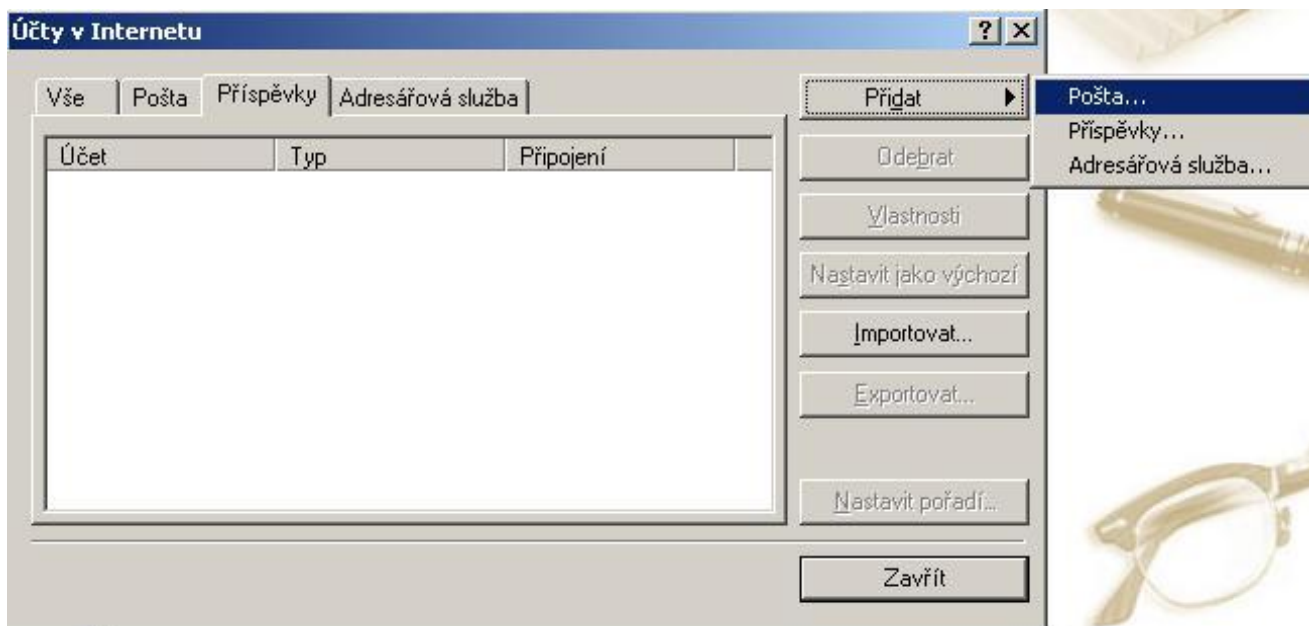 Účty v Internetu
Vše Pošta Příspěvky Adresářová služba
Účet Typ Připojení
Přidat
Odebrat
Vlastnosti
Nastavit jako výchozí
Importovat...
Exportovat...
Nastavit pořadí...
Zavřít
Pošta...
Příspěvky...
Adresářová služba...